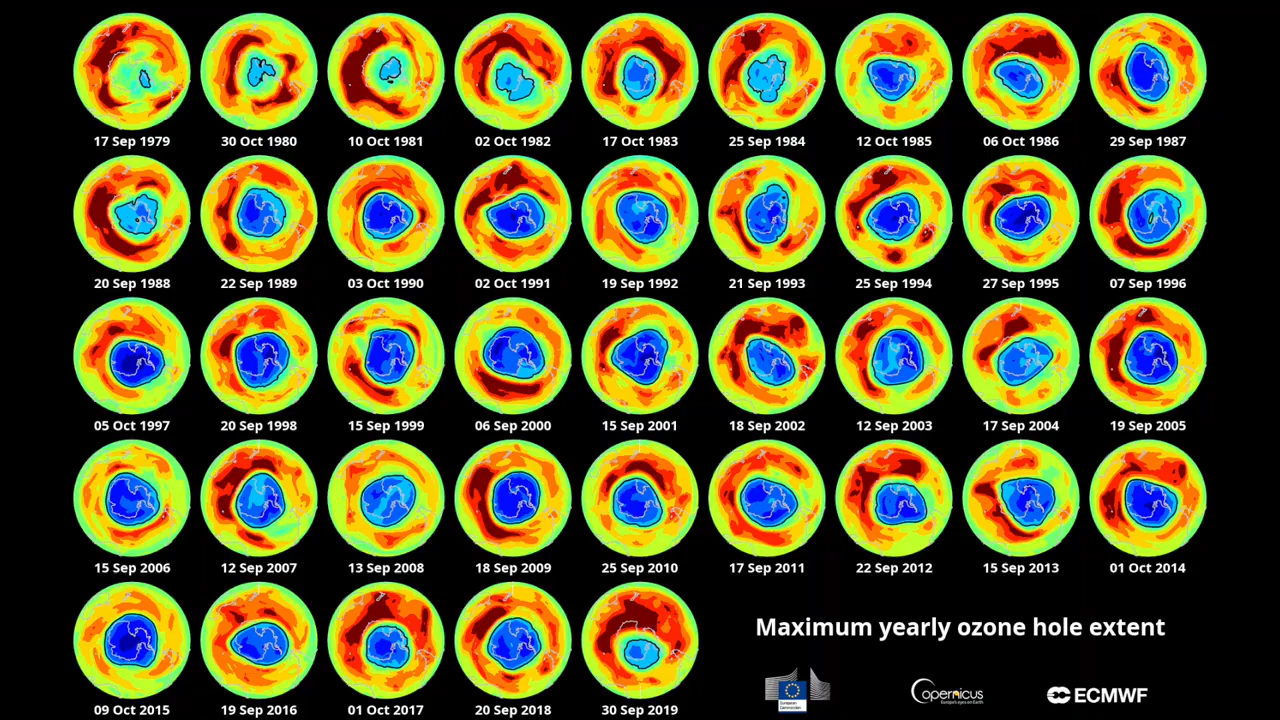 17 Sep 1979
30 Oct 1980
10 Oct 1981
02 Oct 1982
17 Oct 1983
25 Sep 1984
12 Oct 1985
06 Oct 1986
29 Sep 1987
20 Sep 1988
22 Sep 1989
03 Oct 1990
02 Oct 1991
19 Sep 1992
21 Sep 1993
25 Sep 1994
27 Sep 1995
07 Sep 1996
05 Oct 1997
20 Sep 1998
15 Sep 1999
06 Sep 2000
15 Sep 2001
18 Sep 2002
12 Sep 2003
17 Sep 2004
19 Sep 2005
15 Sep 2006
12 Sep 2007
13 Sep 2008
18 Sep 2009
25 Sep 2010
17 Sep 2011
22 Sep 2012
15 Sep 2013
01 Oct 2014
09 Oct 2015
19 Sep 2016
01 Oct 2017
20 Sep 2018
30 Sep 2019
Maximum yearly ozone hole extent
European
Commission
opernicus
Europe's eyes on Earth
ECMWF